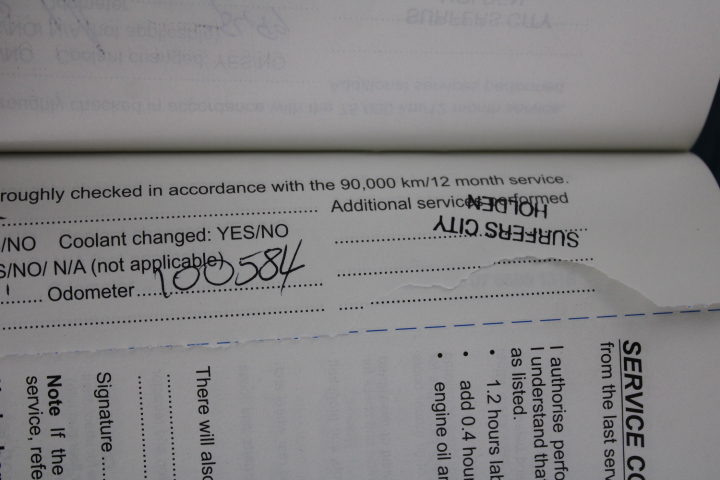 roughly checked in accordance with the 90,000 km/12 month service.
Additional services performed
/NO Coolant changed: YES/NO
S/NO/ N/A (not applicable)
Odometer 100584
SURFERS CITY
HOLDEN
SERVICE CO
from the last serv
I authorise perfo
I understand tha
as listed.
• 1.2 hours lab
• add 0.4 hour
• engine oil an
There will also
Signature
Note If the
service, refe